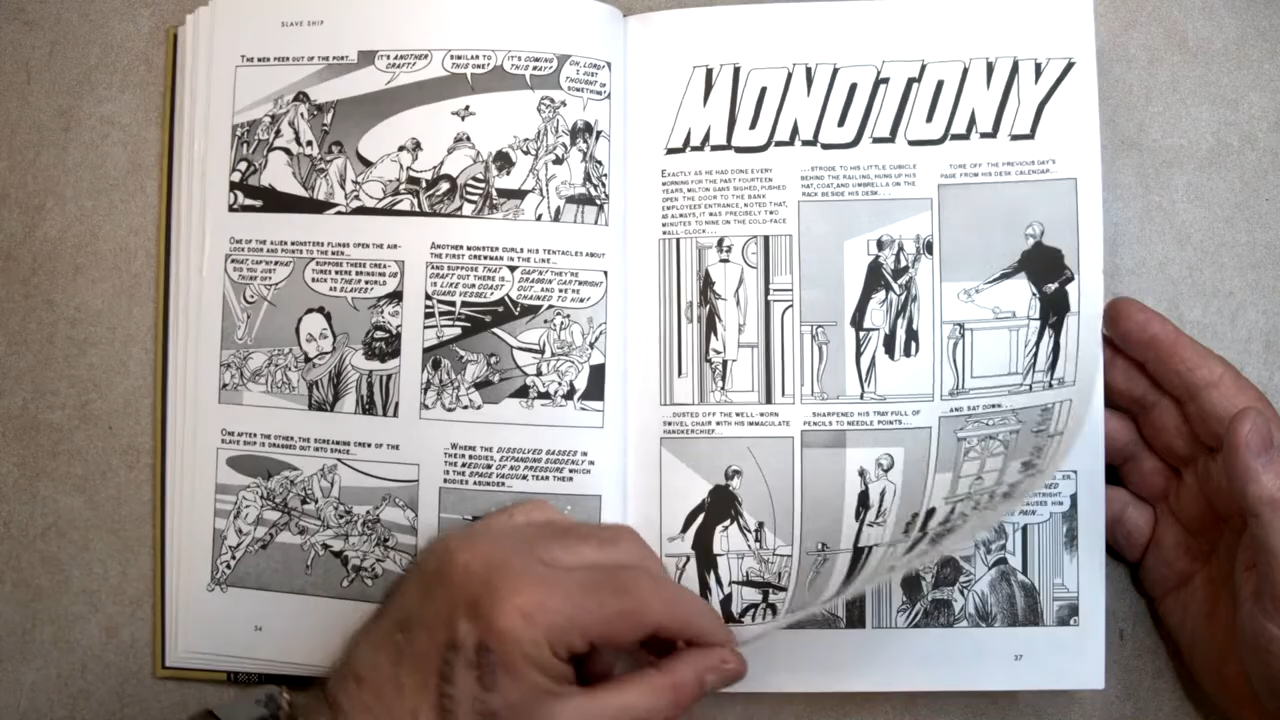 SLAVE SHIP
THE MEN PEER OUT OF THE PORT...
IT'S ANOTHER
CRAFT!
SIMILAR TO
THIS ONE!
IT'S COMING
THIS WAY!
OH, LORD!
I JUST
THOUGHT OF
SOMETHING!
ONE OF THE ALIEN MONSTERS FLINGS OPEN THE AIR-
LOCK DOOR AND POINTS TO THE MEN...
WHAT, CAP'N? WHAT
DID YOU JUST
THINK OF?
SUPPOSE THESE CREA-
TURES WERE BRINGING US
BACK TO THEIR WORLD
AS SLAVES!
ANOTHER MONSTER CURLS HIS TENTACLES ABOUT
THE FIRST CREWMAN IN THE LINE...
AND SUPPOSE THAT
CRAFT OUT THERE IS...
IS LIKE OUR COAST
GUARD VESSEL!
CAP'N! THEY'RE
DRAGGIN' CARTWRIGHT
OUT...AND WE'RE
CHAINED TO HIM!
ONE AFTER THE OTHER, THE SCREAMING CREW OF THE
SLAVE SHIP IS DRAGGED OUT INTO SPACE...
...WHERE THE DISSOLVED GASSES IN
THEIR BODIES, EXPANDING SUDDENLY IN
THE MEDIUM OF NO PRESSURE WHICH
IS THE SPACE VACUUM, TEAR THEIR
BODIES ASUNDER...
34
MONOTONY
EXACTLY AS HE HAD DONE EVERY
MORNING FOR THE PAST FOURTEEN
YEARS, MILTON GANS SIGHED, PUSHED
OPEN THE DOOR TO THE BANK
EMPLOYEES' ENTRANCE, NOTED THAT,
AS ALWAYS, IT WAS PRECISELY TWO
MINUTES TO NINE ON THE COLD-FACE
WALL-CLOCK...
...STRODE TO HIS LITTLE CUBICLE
BEHIND THE RAILING, HUNG UP HIS
HAT, COAT, AND UMBRELLA ON THE
RACK BESIDE HIS DESK...
TORE OFF THE PREVIOUS DAY'S
PAGE FROM HIS DESK CALENDAR...
...DUSTED OFF THE WELL-WORN
SWIVEL CHAIR WITH HIS IMMACULATE
HANDKERCHIEF...
...SHARPENED HIS TRAY FULL OF
PENCILS TO NEEDLE POINTS...
...AND SAT DOWN...
...ER...
PAIN...
37